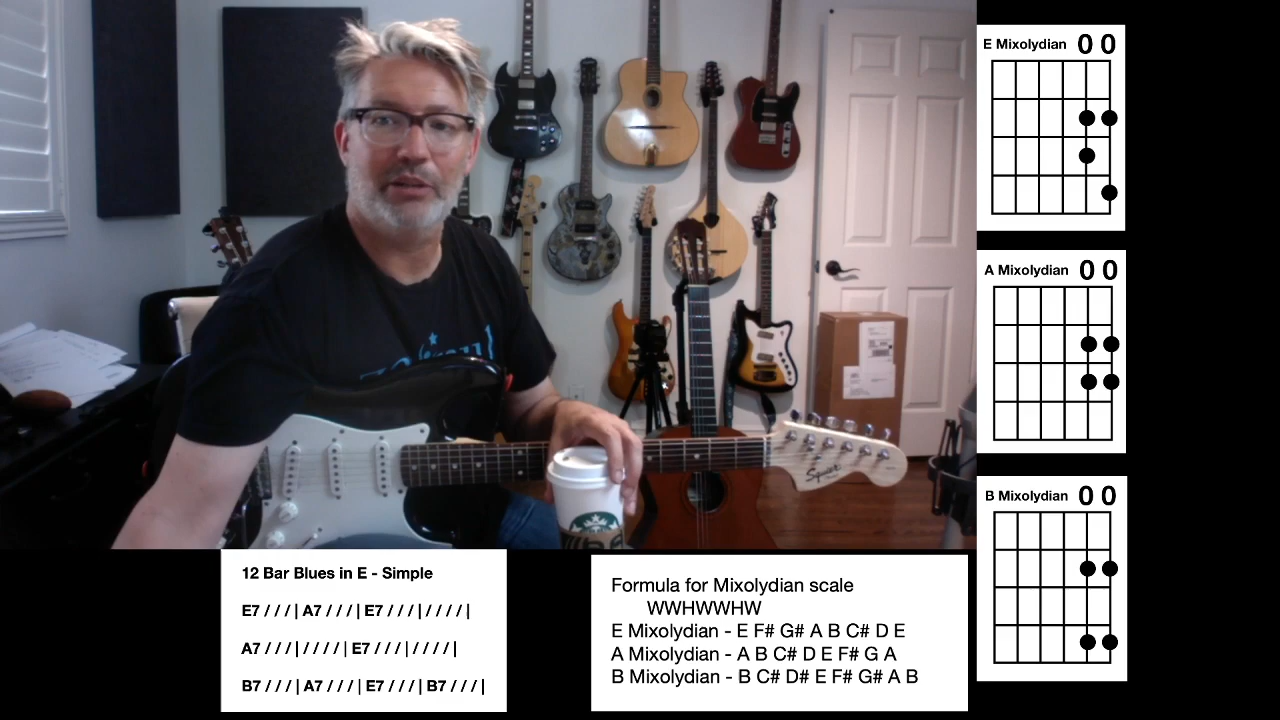 E Mixolydian 0 0
A Mixolydian 0 0
B Mixolydian 0 0
Squier
12 Bar Blues in E - Simple
E7 / / / | A7 / / / | E7 / / / | / / / / |
A7 / / / | / / / / | E7 / / / | / / / / |
B7 / / / | A7 / / / | E7 / / / | B7 / / / |
Formula for Mixolydian scale
WWHWWHW
E Mixolydian - E F# G# A B C# D E
A Mixolydian - A B C# D E F# G A
B Mixolydian - B C# D# E F# G# A B